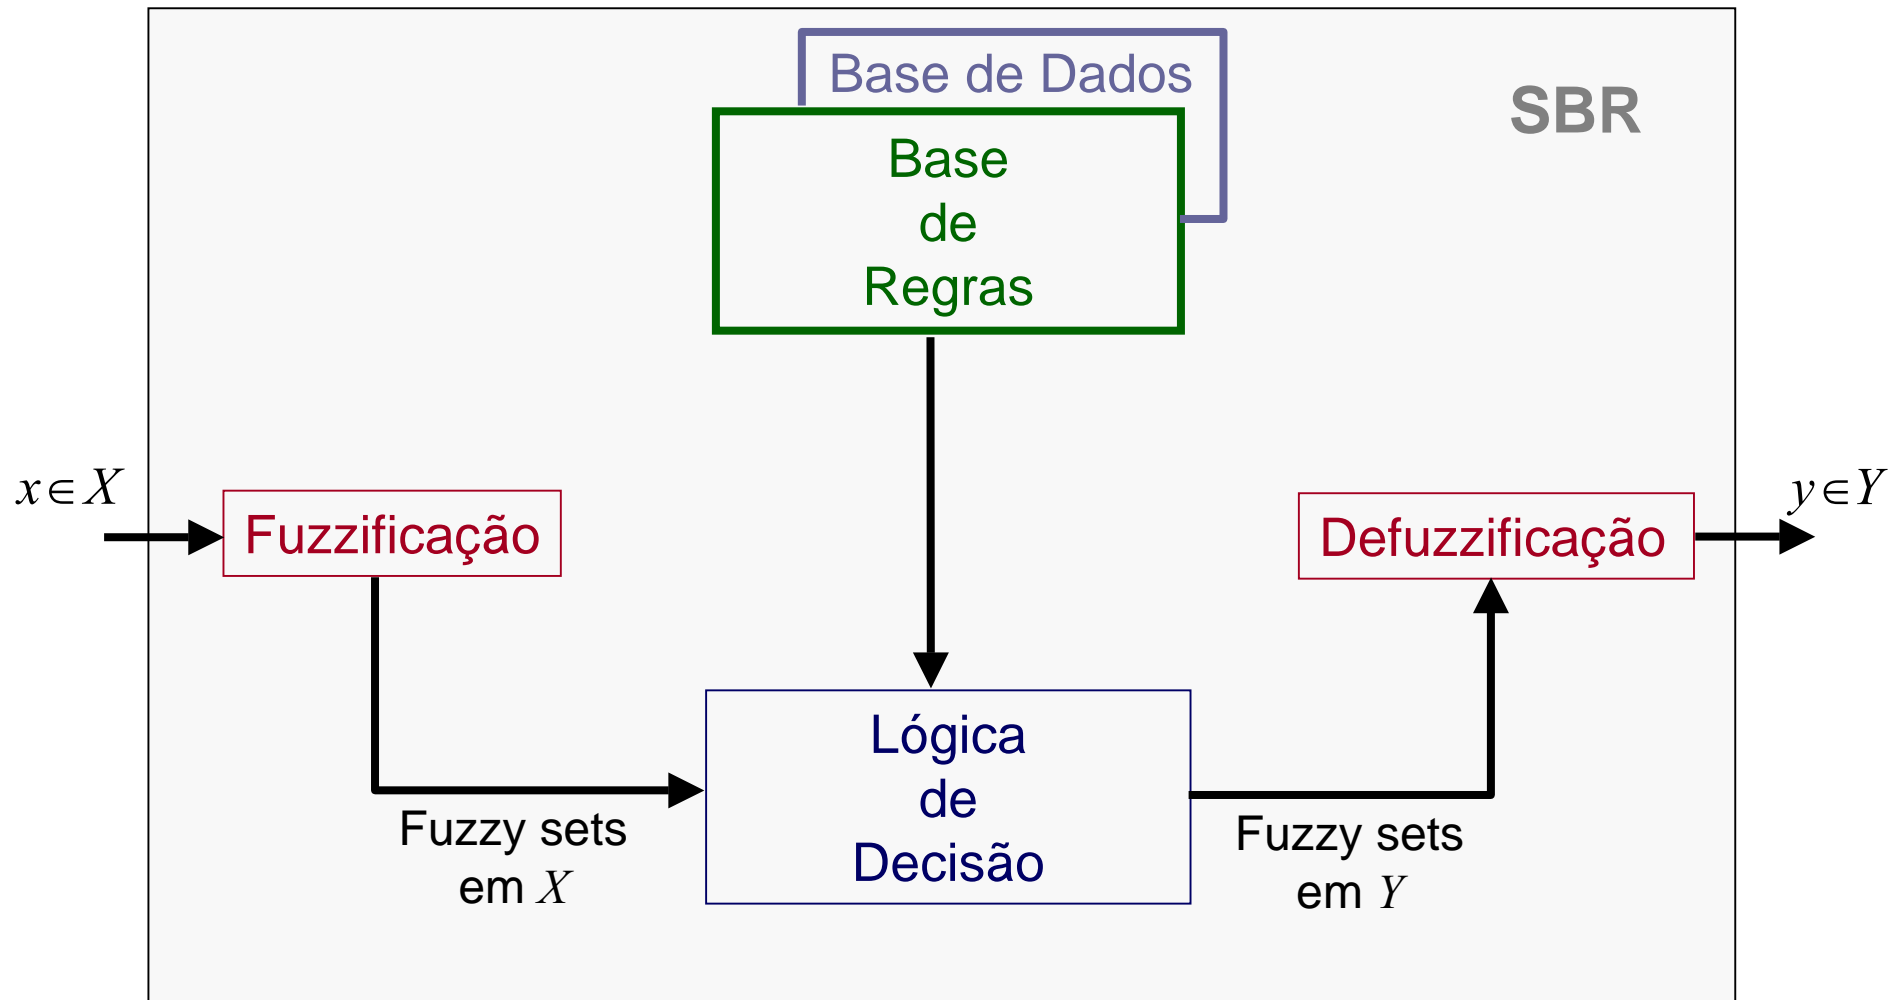 Base de Dados
SBR
Base
de
Regras
x∈X
y∈Y
Fuzzificação
Defuzzificação
Lógica
de
Decisão
Fuzzy sets
em X
Fuzzy sets
em Y